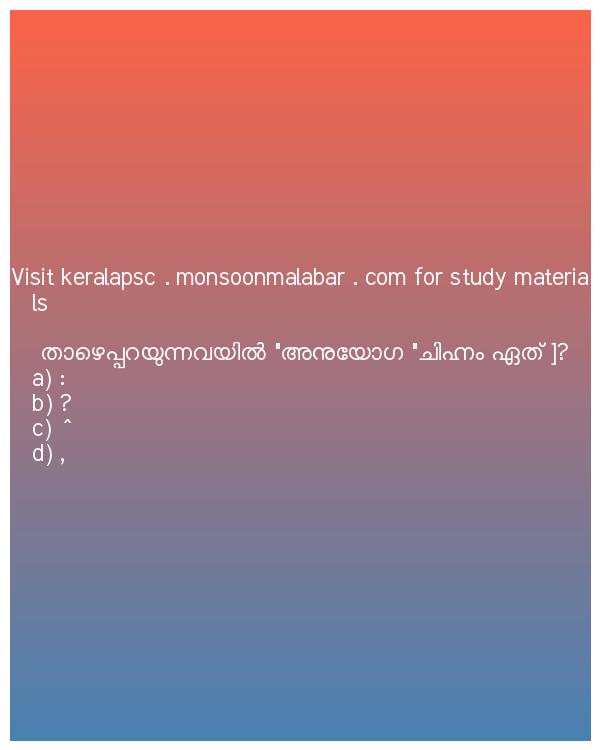 Visit keralapsc . monsoonmalabar . com for study materia
ls
താഴെപ്പറയുന്നവയിൽ "അനുയോഗ "ചിഹ്നം ഏത് ]?
a) :
b) ?
c) ^
d) ,